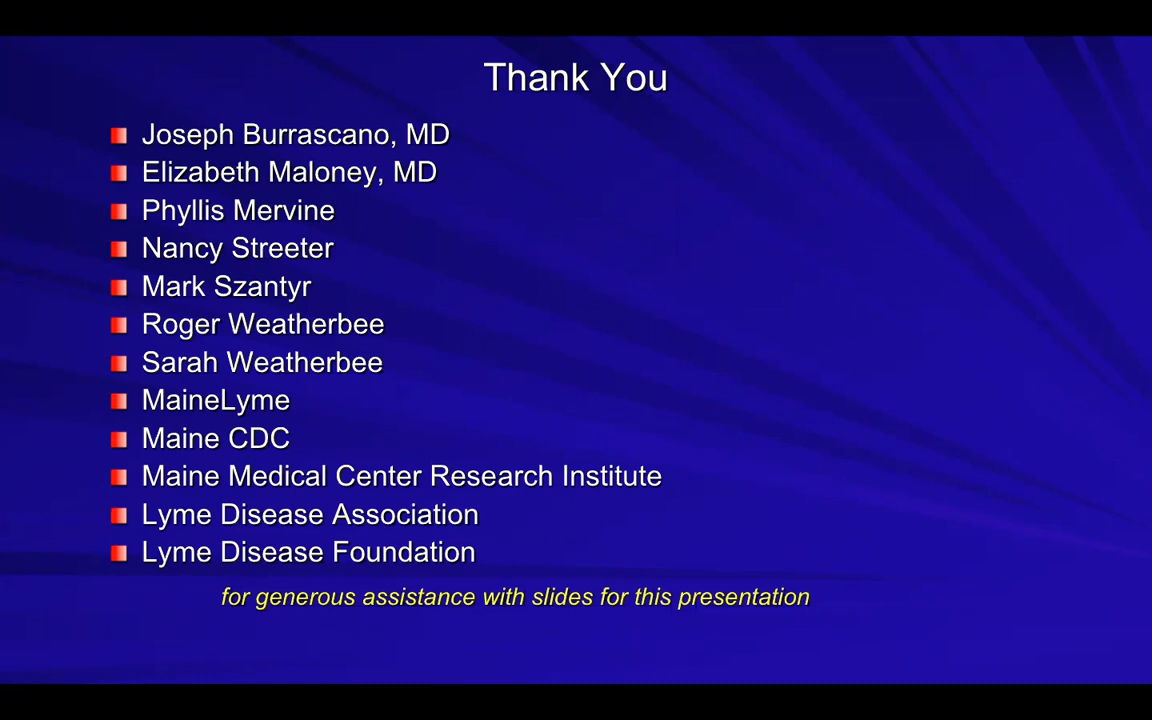 Thank You
Joseph Burrascano, MD
Elizabeth Maloney, MD
Phyllis Mervine
Nancy Streeter
Mark Szantyr
Roger Weatherbee
Sarah Weatherbee
MaineLyme
Maine CDC
Maine Medical Center Research Institute
Lyme Disease Association
Lyme Disease Foundation
for generous assistance with slides for this presentation